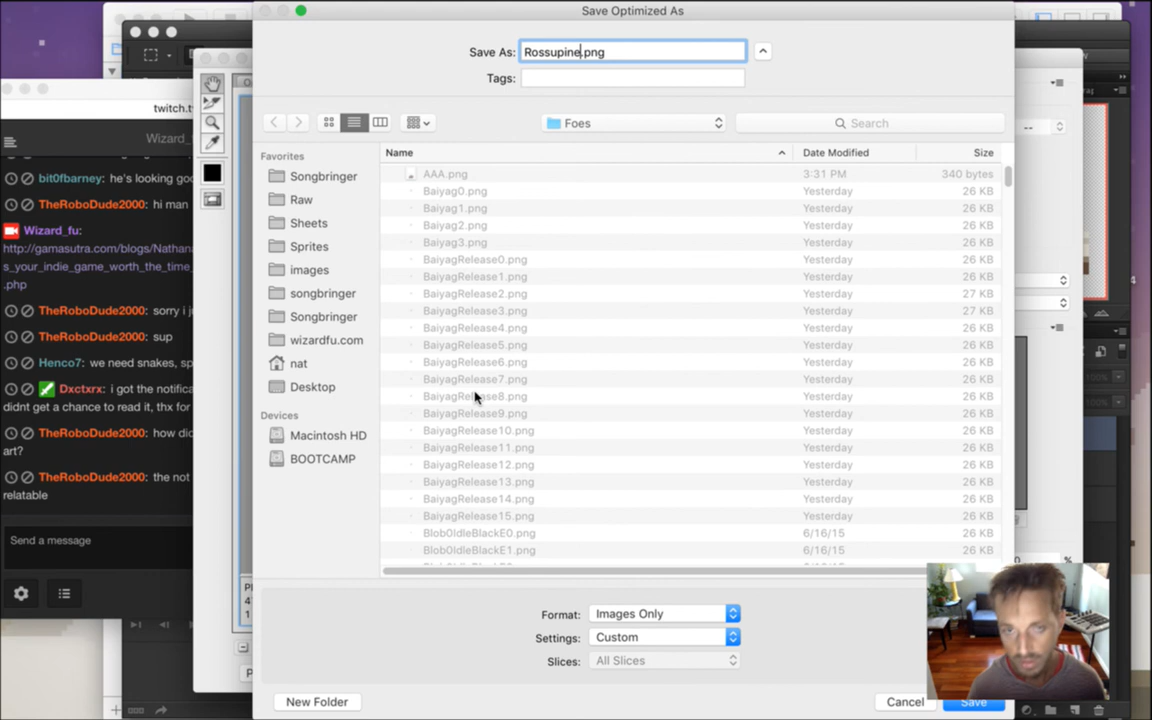 Save Optimized As
Save As: Rossupine.png
Tags:
Foes
Search
twitch.t
Wizard_
bit0fbarney: he's looking goo
TheRoboDude2000: hi man
Wizard_fu:
http://gamasutra.com/blogs/Nathana
s_your_indie_game_worth_the_time_
.php
TheRoboDude2000: sorry i j
TheRoboDude2000: sup
Henco7: we need snakes, sp
Dxctxrx: i got the notifica
didnt get a chance to read it, thx for
TheRoboDude2000: how did
art?
TheRoboDude2000: the not
relatable
Send a message
Favorites
Songbringer
Raw
Sheets
Sprites
images
songbringer
Songbringer
wizardfu.com
nat
Desktop
Devices
Macintosh HD
BOOTCAMP
Name Date Modified Size
AAA.png 3:31 PM 340 bytes
Baiyag0.png Yesterday 26 KB
Baiyag1.png Yesterday 26 KB
Baiyag2.png Yesterday 26 KB
Baiyag3.png Yesterday 26 KB
BaiyagRelease0.png Yesterday 26 KB
BaiyagRelease1.png Yesterday 26 KB
BaiyagRelease2.png Yesterday 27 KB
BaiyagRelease3.png Yesterday 27 KB
BaiyagRelease4.png Yesterday 26 KB
BaiyagRelease5.png Yesterday 26 KB
BaiyagRelease6.png Yesterday 26 KB
BaiyagRelease7.png Yesterday 26 KB
BaiyagRelease8.png Yesterday 26 KB
BaiyagRelease9.png Yesterday 26 KB
BaiyagRelease10.png Yesterday 26 KB
BaiyagRelease11.png Yesterday 26 KB
BaiyagRelease12.png Yesterday 26 KB
BaiyagRelease13.png Yesterday 26 KB
BaiyagRelease14.png Yesterday 26 KB
BaiyagRelease15.png Yesterday 26 KB
Blob0IdleBlackE0.png 6/16/15 26 KB
Blob0IdleBlackE1.png 6/16/15 26 KB
Format: Images Only
Settings: Custom
Slices: All Slices
New Folder
Cancel
Save